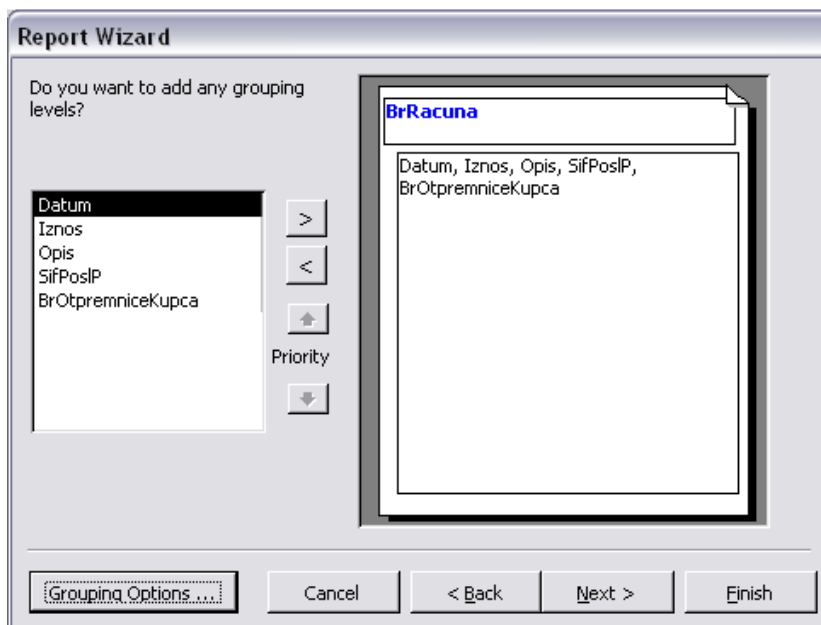 Report Wizard
Do you want to add any grouping
levels?
Datum
Iznos
Opis
SifPoslP
BrOtpremniceKupca
>
<
Priority
BrRacuna
Datum, Iznos, Opis, SifPoslP,
BrOtpremniceKupca
Grouping Options ...
Cancel
< Back
Next >
Finish